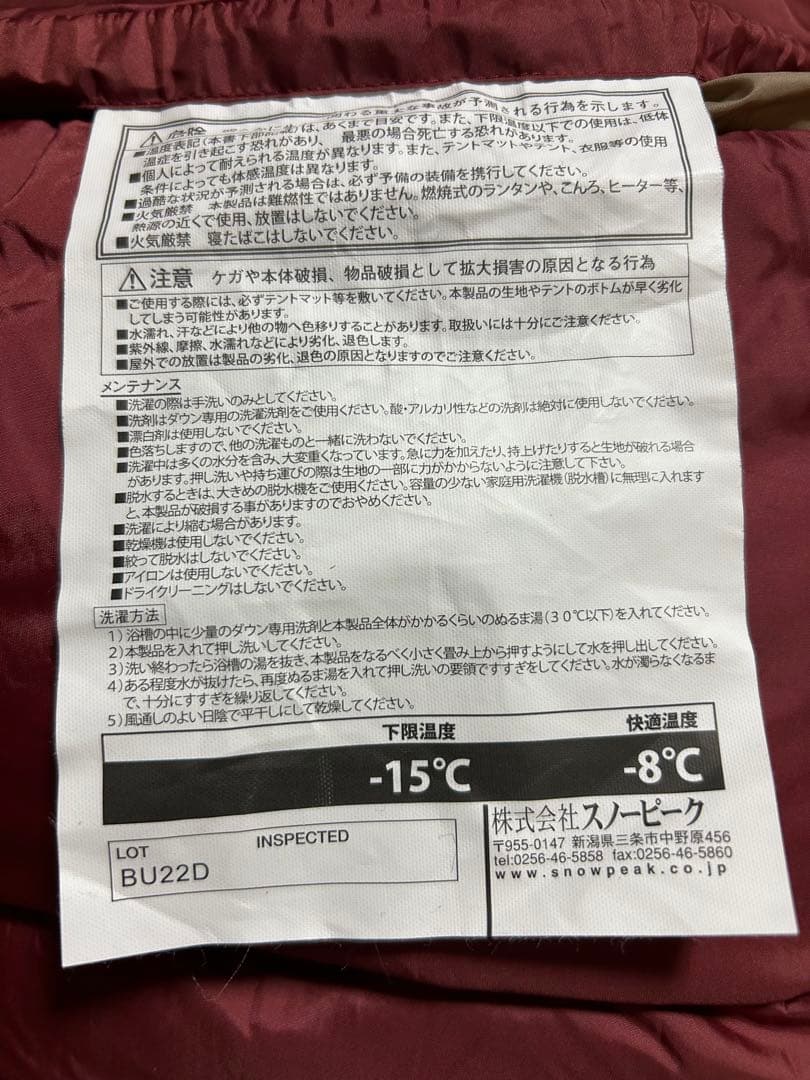 ⚠危険 関わる重大な事故が予測される行為を示します。
■温度表記(本書下部記載)は、あくまで目安です。また、下限温度以下での使用は、低体
温症を引き起こす恐れがあり、 最悪の場合死亡する恐れがあります。
■個人によって耐えられる温度が異なります。また、テントマットやテント、衣服等の使用
条件によっても体感温度は異なります。
■過酷な状況が予測される場合は、必ず予備の装備を携行してください。
■火気厳禁 本製品は難燃性ではありません。燃焼式のランタンや、こんろ、ヒーター等、
熱源の近くで使用、放置はしないでください。
■火気厳禁 寝たばこはしないでください。
⚠注意 ケガや本体破損、物品破損として拡大損害の原因となる行為
■ご使用する際には、必ずテントマット等を敷いてください。本製品の生地やテントのボトムが早く劣化
してしまう可能性があります。
■水濡れ、汗などにより他の物へ色移りすることがあります。取扱いには十分にご注意ください。
■紫外線、摩擦、水濡れなどにより劣化、退色します。
■屋外での放置は製品の劣化、退色の原因となりますのでご注意ください。
メンテナンス
■洗濯の際は手洗いのみとしてください。
■洗剤はダウン専用の洗濯洗剤をご使用ください。酸・アルカリ性などの洗剤は絶対に使用しないでください。
■漂白剤は使用しないでください。
■色落ちしますので、他の洗濯ものと一緒に洗わないでください。
■洗濯中は多くの水分を含み、大変重くなっています。急に力を加えたり、持上げたりすると生地が破れる場合
があります。押し洗いや持ち運びの際は生地の一部に力がかからないように注意して下さい。
■脱水するときは、大きめの脱水機をご使用ください。容量の少ない家庭用洗濯機(脱水槽)に無理に入れます
と、本製品が破損する事がありますのでおやめください。
■洗濯により縮む場合があります。
■乾燥機は使用しないでください。
■絞って脱水はしないでください。
■アイロンは使用しないでください。
■ドライクリーニングはしないでください。
洗濯方法
1)浴槽の中に少量のダウン専用洗剤と本製品全体がかかるくらいのぬるま湯(30℃以下)を入れてください。
2)本製品を入れて押し洗いしてください。
3)洗い終わったら浴槽の湯を抜き、本製品をなるべく小さく畳み上から押すようにして水を押し出してください。
4)ある程度水が抜けたら、再度ぬるま湯を入れて押し洗いの要領ですすぎをしてください。水が濁らなくなるま
で、十分にすすぎを繰り返してください。
5)風通しのよい日陰で平干しにして乾燥してください。
下限温度 快適温度
-15℃ -8℃
LOT INSPECTED
BU22D
株式会社スノーピーク
〒955-0147 新潟県三条市中野原456
tel:0256-46-5858 fax:0256-46-5860
www.snowpeak.co.jp